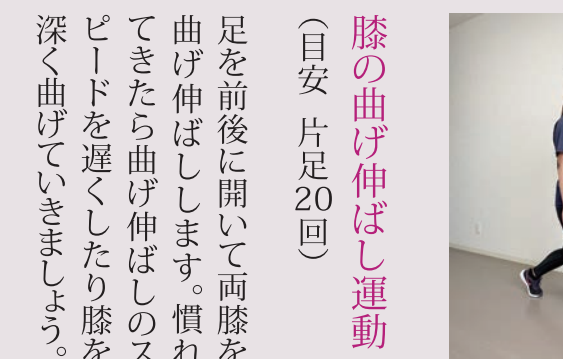 膝の曲げ伸ばし運動
（目安　片足20回）
足を前後に開いて両膝を
曲げ伸ばしします。慣れ
てきたら曲げ伸ばしのス
ピードを遅くしたり膝を
深く曲げていきましょう。